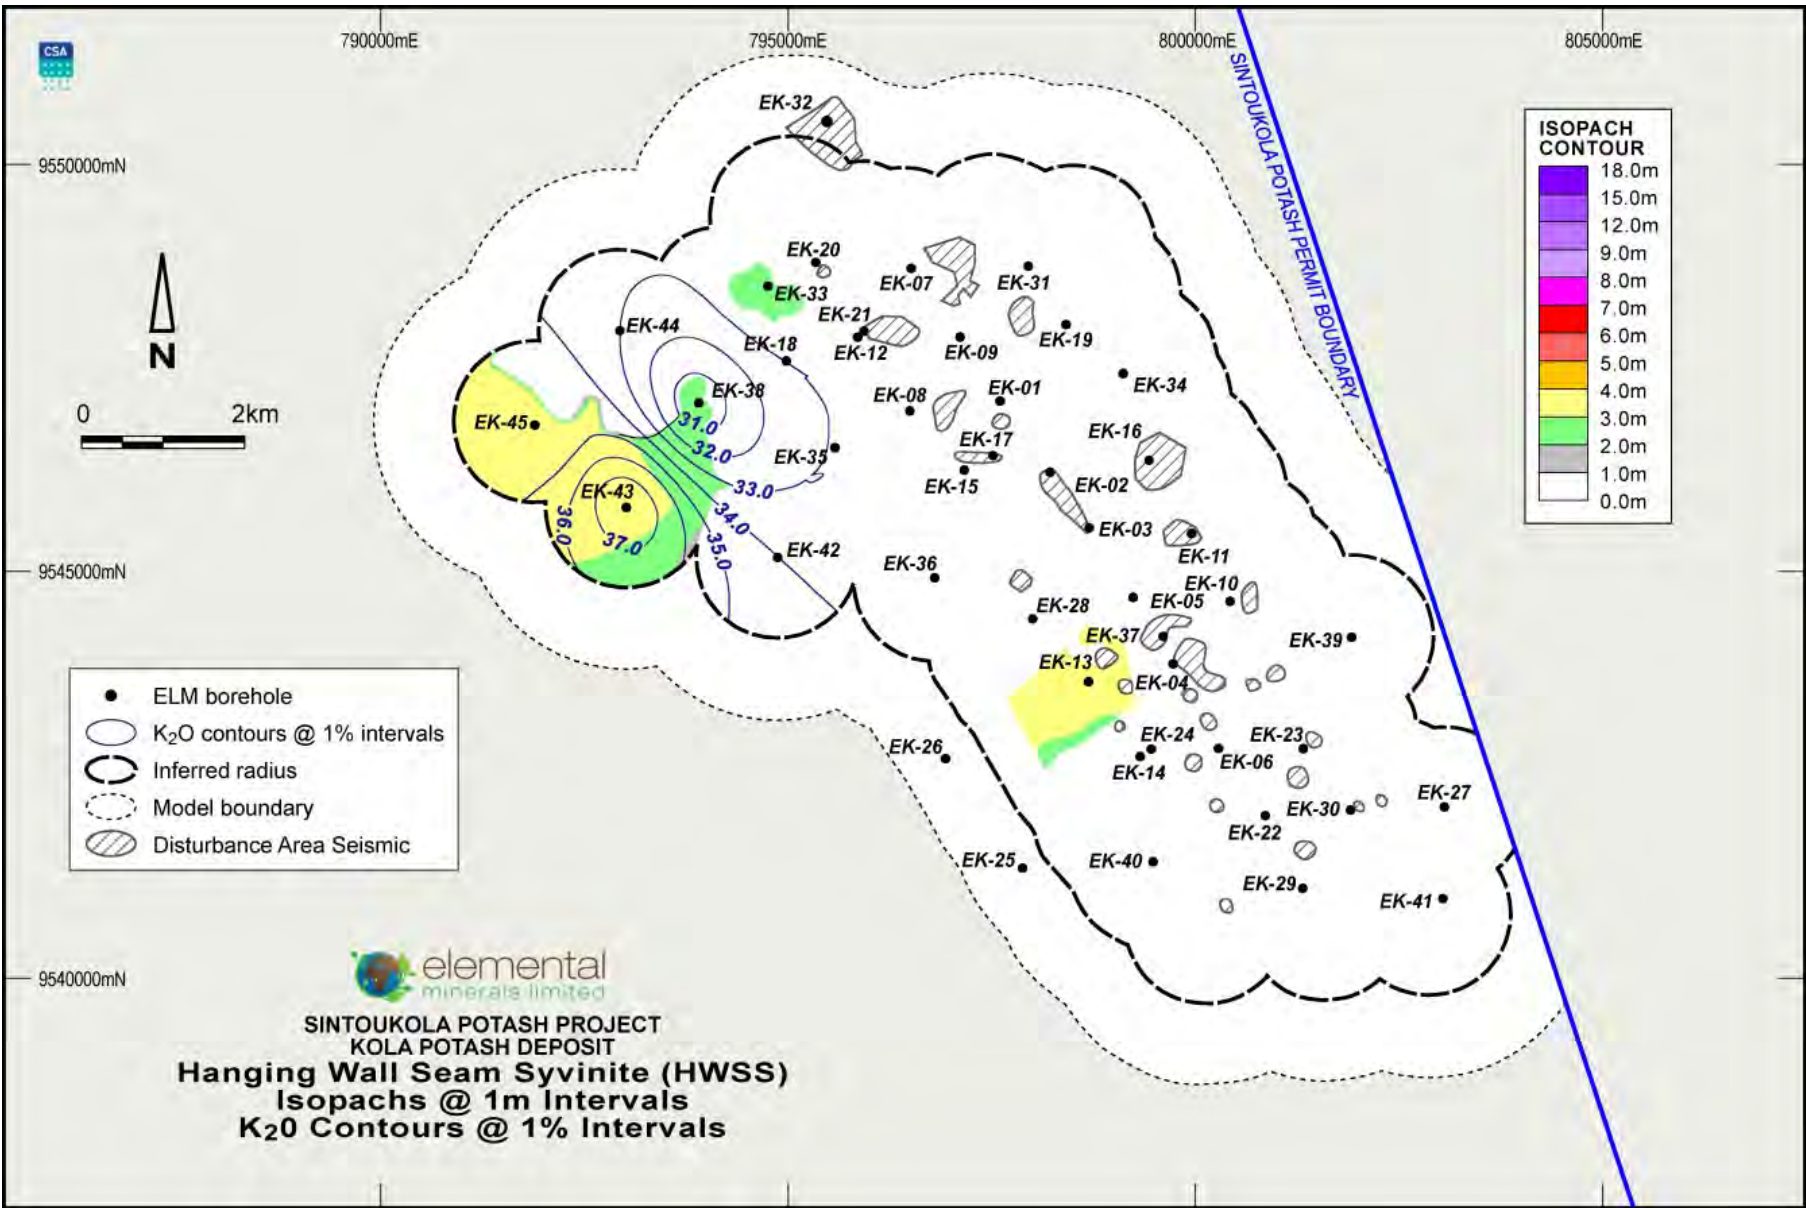 CSA
790000mE
795000mE
800000mE
805000mE
9550000mN
9545000mN
9540000mN
SINTOUKOLA POTASH PERMIT BOUNDARY
ISOPACH
CONTOUR
18.0m
15.0m
12.0m
9.0m
8.0m
7.0m
6.0m
5.0m
4.0m
3.0m
2.0m
1.0m
0.0m
N
0 2km
EK-32
EK-20
EK-33
EK-07
EK-31
EK-44
EK-21
EK-18
EK-12
EK-09
EK-19
EK-38
EK-08
EK-01
EK-34
EK-45
31.0
32.0
EK-35
EK-17
EK-16
EK-15
EK-02
33.0
EK-43
34.0
36.0
37.0
35.0
EK-03
EK-11
EK-42
EK-36
EK-10
EK-28
EK-05
EK-37
EK-39
EK-13
EK-04
EK-26
EK-24
EK-23
EK-14
EK-06
EK-30
EK-27
EK-22
EK-25
EK-40
EK-29
EK-41
ELM borehole
K₂O contours @ 1% intervals
Inferred radius
Model boundary
Disturbance Area Seismic
elemental
minerals limited
SINTOUKOLA POTASH PROJECT
KOLA POTASH DEPOSIT
Hanging Wall Seam Syvinite (HWSS)
Isopachs @ 1m Intervals
K₂0 Contours @ 1% Intervals